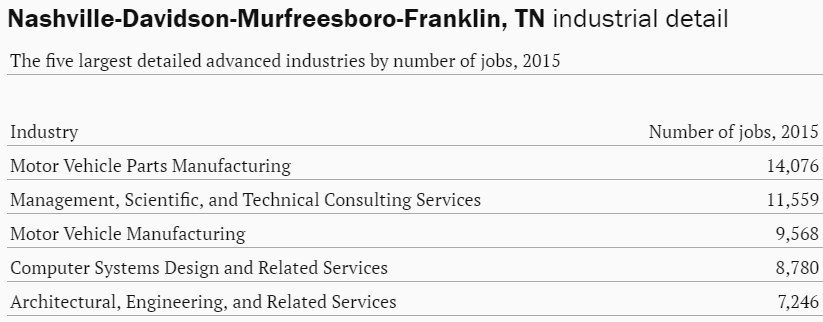 Nashville-Davidson-Murfreesboro-Franklin, TN industrial detail
The five largest detailed advanced industries by number of jobs, 2015
Industry Number of jobs, 2015
Motor Vehicle Parts Manufacturing 14,076
Management, Scientific, and Technical Consulting Services 11,559
Motor Vehicle Manufacturing 9,568
Computer Systems Design and Related Services 8,780
Architectural, Engineering, and Related Services 7,246